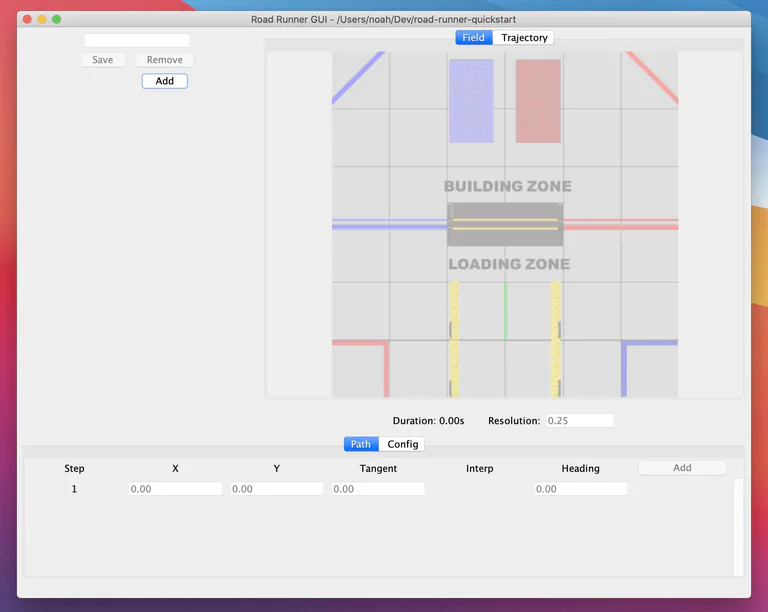 Road Runner GUI - /Users/noah/Dev/road-runner-quickstart
Save Remove
Add
Field Trajectory
BUILDING ZONE
LOADING ZONE
Duration: 0.00s Resolution: 0.25
Path Config
Step X Y Tangent Interp Heading Add
1 0.00 0.00 0.00 0.00